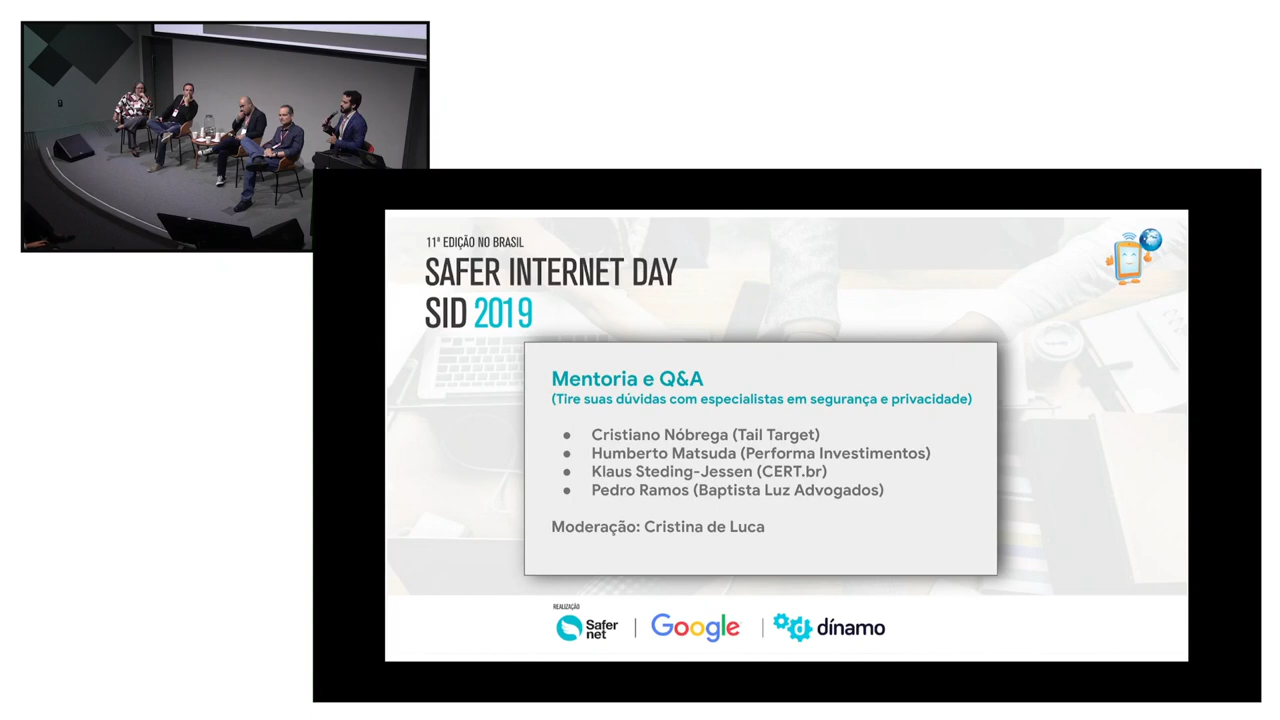 11ª EDIÇÃO NO BRASIL
SAFER INTERNET DAY
SID 2019
Mentoria e Q&A
(Tire suas dúvidas com especialistas em segurança e privacidade)
● Cristiano Nóbrega (Tail Target)
● Humberto Matsuda (Performa Investimentos)
● Klaus Steding-Jessen (CERT.br)
● Pedro Ramos (Baptista Luz Advogados)
Moderação: Cristina de Luca
REALIZAÇÃO
Safer net | Google | dínamo